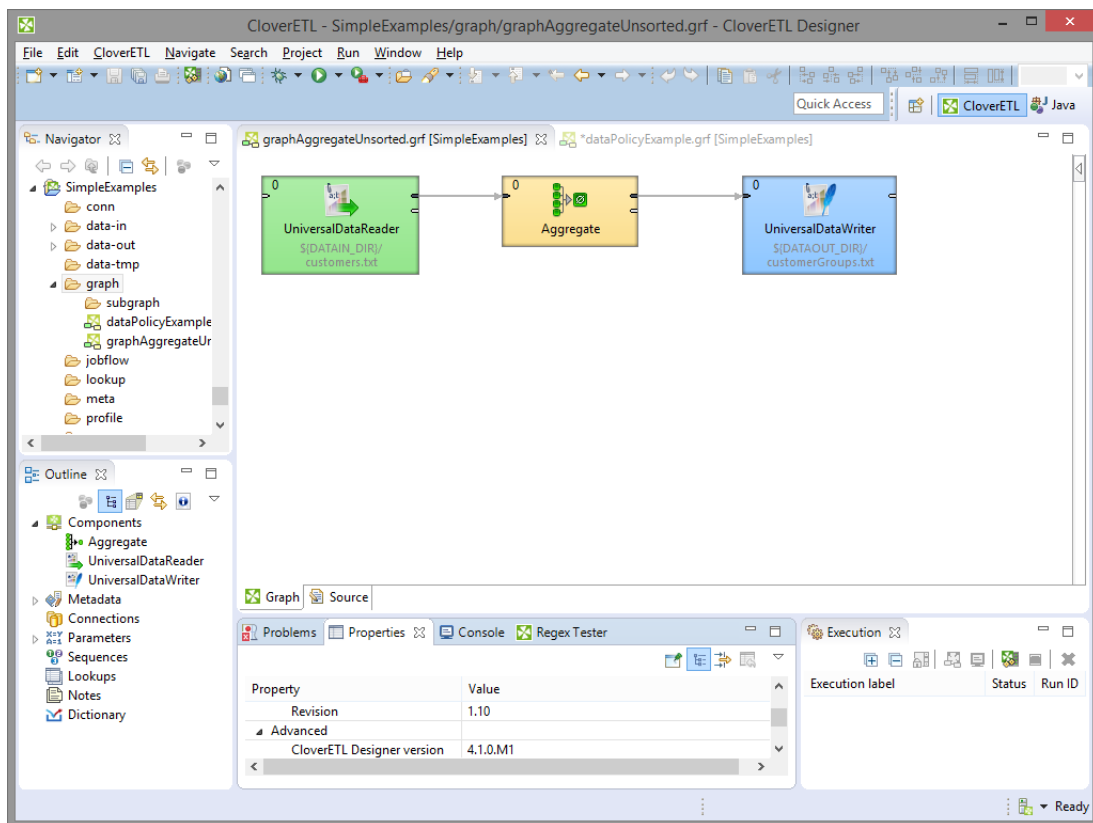 CloverETL - SimpleExamples/graph/graphAggregateUnsorted.grf - CloverETL Designer
File Edit CloverETL Navigate Search Project Run Window Help
Quick Access
CloverETL
Java
Navigator
SimpleExamples
conn
data-in
data-out
data-tmp
graph
subgraph
dataPolicyExample
graphAggregateUr
jobflow
lookup
meta
profile
graphAggregateUnsorted.grf [SimpleExamples]
*dataPolicyExample.grf [SimpleExamples]
0
UniversalDataReader
$(DATAIN_DIR)/
customers.txt
0
Aggregate
0
UniversalDataWriter
$(DATAOUT_DIR)/
customerGroups.txt
Outline
Components
Aggregate
UniversalDataReader
UniversalDataWriter
Metadata
Connections
Parameters
Sequences
Lookups
Notes
Dictionary
Graph Source
Problems Properties Console Regex Tester
Property Value
Revision 1.10
Advanced
CloverETL Designer version 4.1.0.M1
Execution
Execution label Status Run ID
Ready